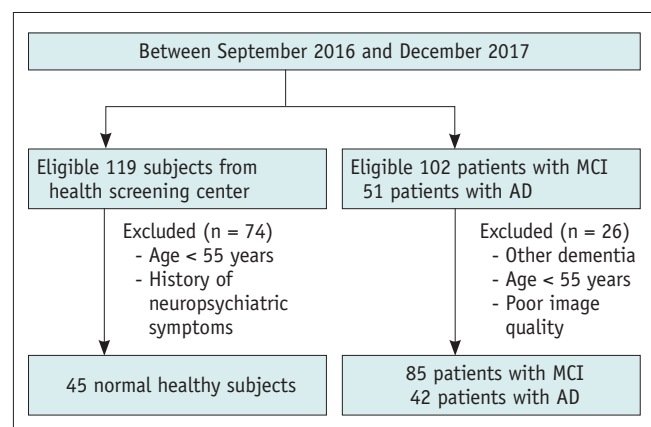 Between September 2016 and December 2017
Eligible 119 subjects from
health screening center
Excluded (n = 74)
- Age < 55 years
- History of
neuropsychiatric
symptoms
45 normal healthy subjects
Eligible 102 patients with MCI
51 patients with AD
Excluded (n = 26)
- Other dementia
- Age < 55 years
- Poor image
quality
85 patients with MCI
42 patients with AD